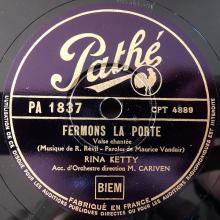 Pathé
PA 1837
CPT 4889
FERMONS LA PORTE
Valse chantée
(Musique de R. Revil - Paroles de Maurice Vandair)
RINA KETTY
Acc. d'Orchestre direction M. CARIVEN
BIEM
FABRIQUÉ EN FRANCE